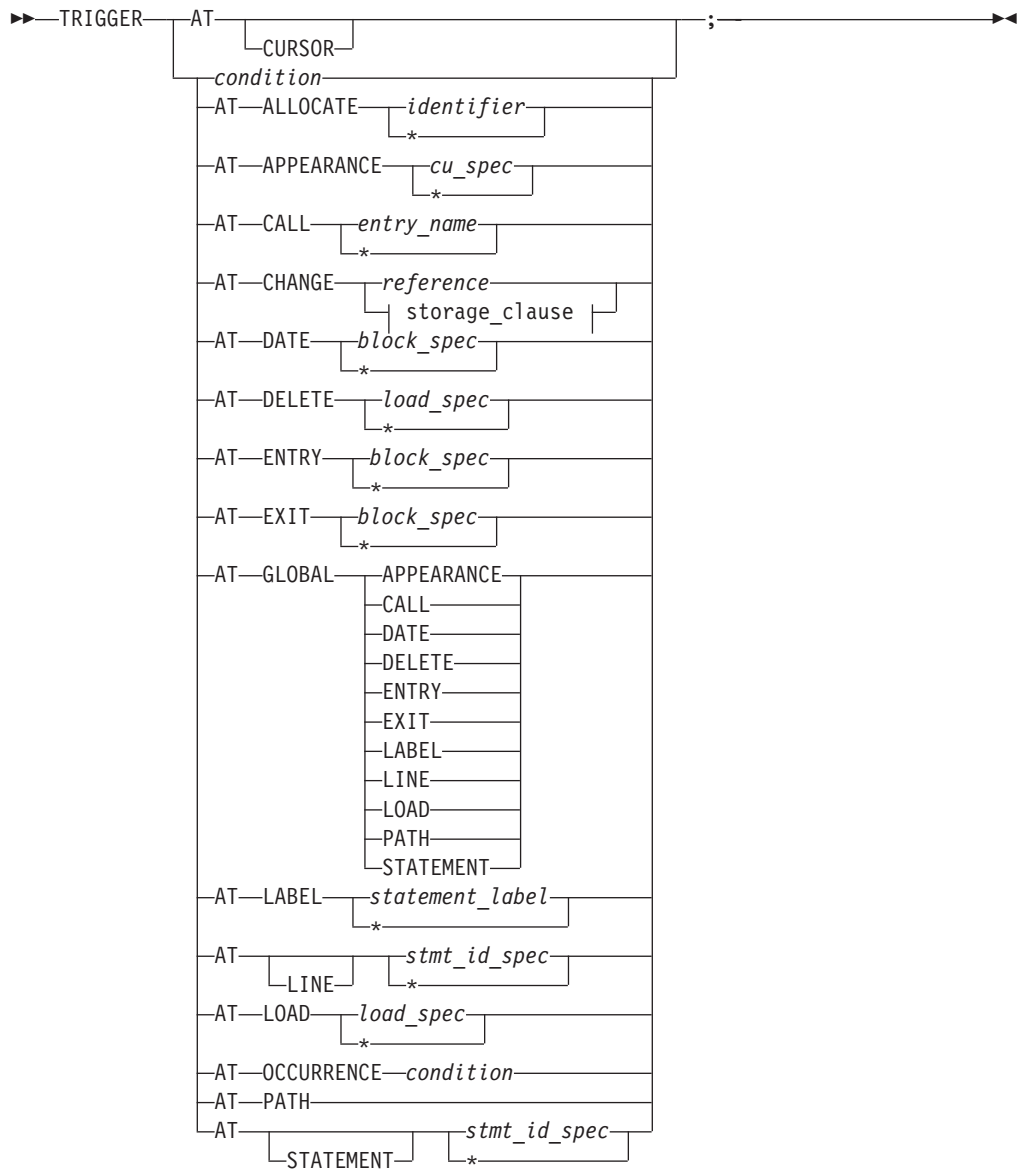 TRIGGER AT ;
CURSOR
condition
AT ALLOCATE identifier
*
AT APPEARANCE cu_spec
*
AT CALL entry_name
*
AT CHANGE reference
storage_clause
AT DATE block_spec
*
AT DELETE load_spec
*
AT ENTRY block_spec
*
AT EXIT block_spec
*
AT GLOBAL APPEARANCE
CALL
DATE
DELETE
ENTRY
EXIT
LABEL
LINE
LOAD
PATH
STATEMENT
AT LABEL statement_label
*
AT stmt_id_spec
LINE *
AT LOAD load_spec
*
AT OCCURRENCE condition
AT PATH
AT stmt_id_spec
STATEMENT *